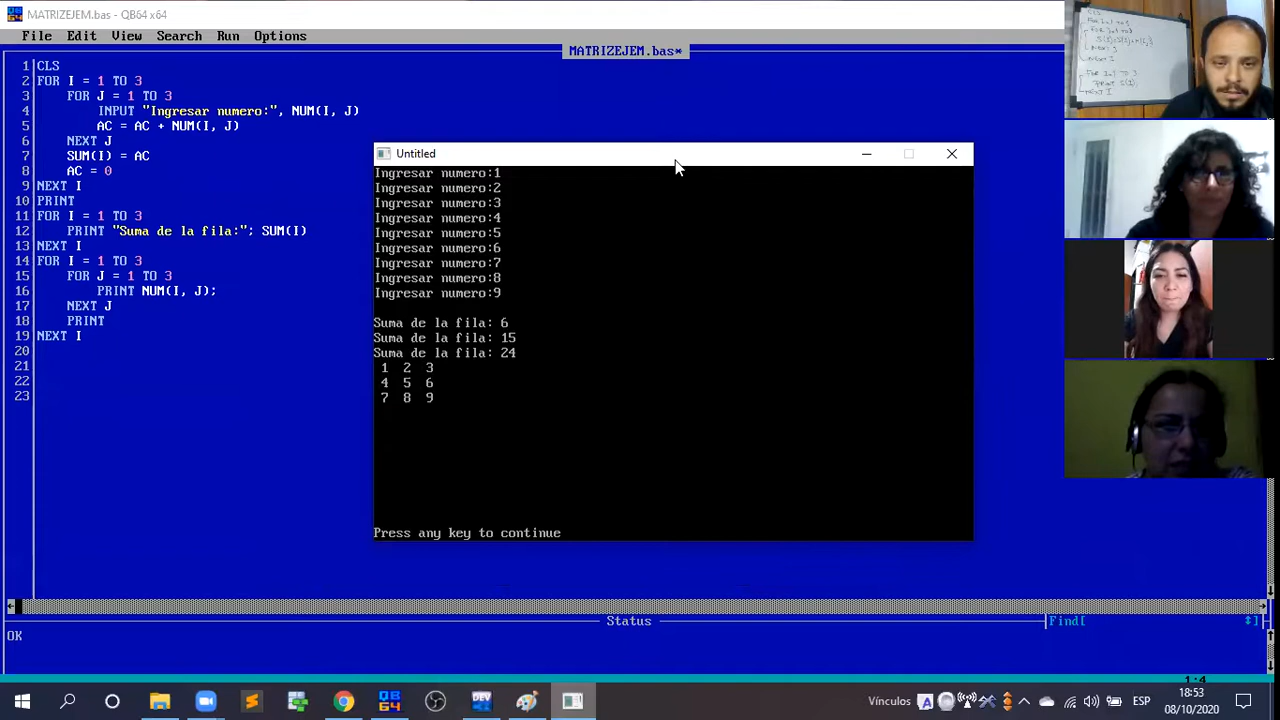 MATRIZEJEM.bas - QB64 x64
File Edit View Search Run Options
MATRIZEJEM.bas*
1 CLS
2 FOR I = 1 TO 3
3 FOR J = 1 TO 3
4 INPUT "Ingresar numero:", NUM(I, J)
5 AC = AC + NUM(I, J)
6 NEXT J
7 SUM(I) = AC
8 AC = 0
9 NEXT I
10 PRINT
11 FOR I = 1 TO 3
12 PRINT "Suma de la fila:"; SUM(I)
13 NEXT I
14 FOR I = 1 TO 3
15 FOR J = 1 TO 3
16 PRINT NUM(I, J);
17 NEXT J
18 PRINT
19 NEXT I
20
21
22
23
Untitled
Ingresar numero:1
Ingresar numero:2
Ingresar numero:3
Ingresar numero:4
Ingresar numero:5
Ingresar numero:6
Ingresar numero:7
Ingresar numero:8
Ingresar numero:9
Suma de la fila: 6
Suma de la fila: 15
Suma de la fila: 24
1 2 3
4 5 6
7 8 9
Press any key to continue
CLS
Status
Find[ ]
OK
1:4
QB 64
DEV
Vínculos
ESP
18:53
08/10/2020